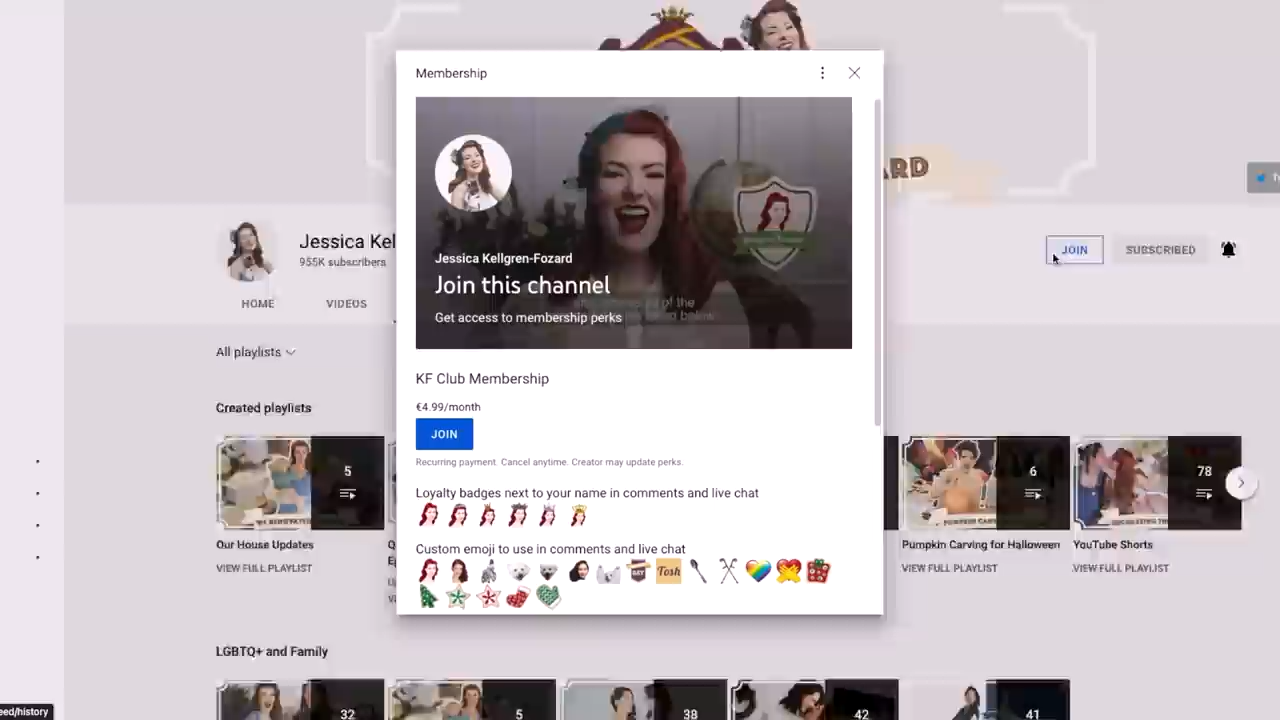 ARD
Membership
Jessica Kellgren-Fozard
Join this channel
Get access to membership perks
Jessica Kel
955K subscribers
JOIN
SUBSCRIBED
HOME
VIDEOS
All playlists
KF Club Membership
€4.99/month
JOIN
Recurring payment. Cancel anytime. Creator may update perks.
Created playlists
5
6
78
Loyalty badges next to your name in comments and live chat
Our House Updates
Pumpkin Carving for Halloween
YouTube Shorts
VIEW FULL PLAYLIST
VIEW FULL PLAYLIST
VIEW FULL PLAYLIST
Custom emoji to use in comments and live chat
GAY
Tosh
LGBTQ+ and Family
32
5
38
42
41
eed/history